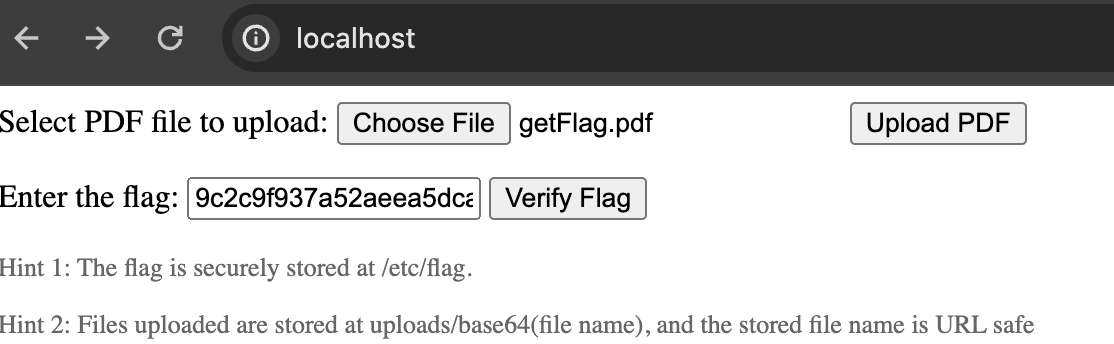 localhost
Select PDF file to upload: Choose File getFlag.pdf Upload PDF
Enter the flag: 9c2c9f937a52aeea5dca Verify Flag
Hint 1: The flag is securely stored at /etc/flag.
Hint 2: Files uploaded are stored at uploads/base64(file name), and the stored file name is URL safe